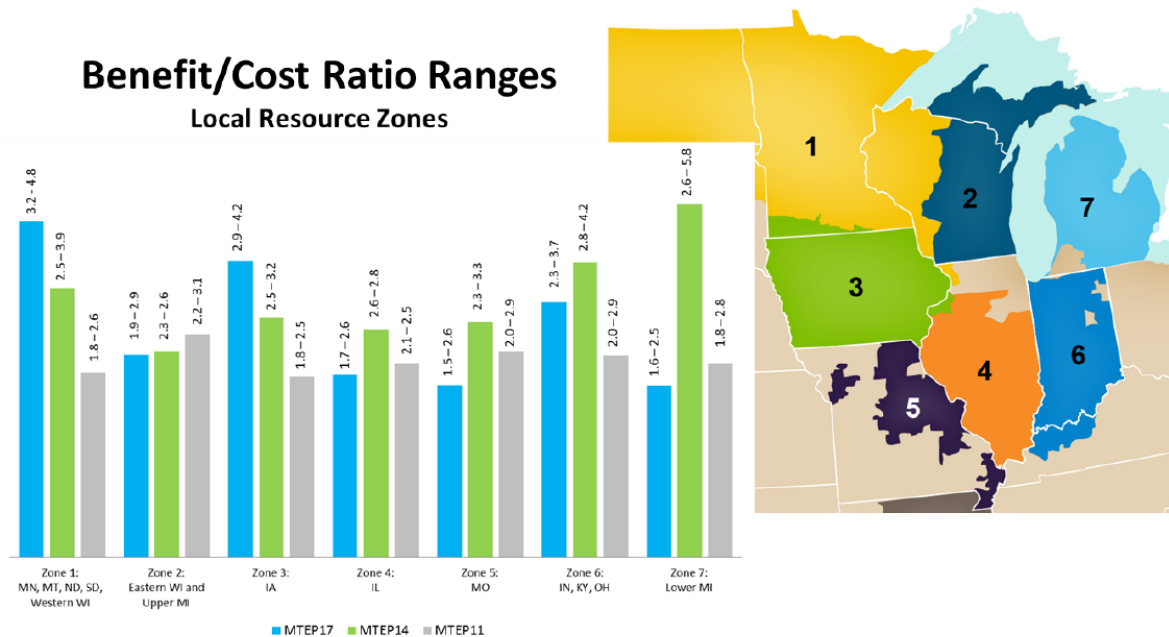 Benefit/Cost Ratio Ranges
Local Resource Zones
3.2 - 4.8
2.5 – 3.9
1.8 – 2.6
1.9 – 2.9
2.3 – 2.6
2.2 – 3.1
2.9 – 4.2
2.5 – 3.2
1.8 – 2.5
1.7 – 2.6
2.6 – 2.8
2.1 – 2.5
1.5 – 2.6
2.3 – 3.3
2.0 – 2.9
2.3 – 3.7
2.8 – 4.2
2.0 – 2.9
1.6 – 2.5
2.6 – 5.8
1.8 – 2.8
Zone 1:
MN, MT, ND, SD,
Western WI
Zone 2:
Eastern WI and
Upper MI
Zone 3:
IA
Zone 4:
IL
Zone 5:
MO
Zone 6:
IN, KY, OH
Zone 7:
Lower MI
MTEP17 MTEP14 MTEP11
1
2
7
3
4
6
5